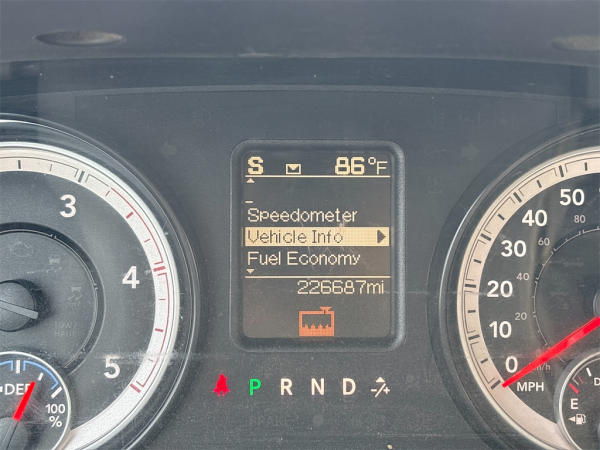 S 86°F
Speedometer
Vehicle Info
Fuel Economy
226687mi
3
4
5
DEF
100
%
P R N D -/+
50
40
30
20
10
0
80
MPH
km/h
E